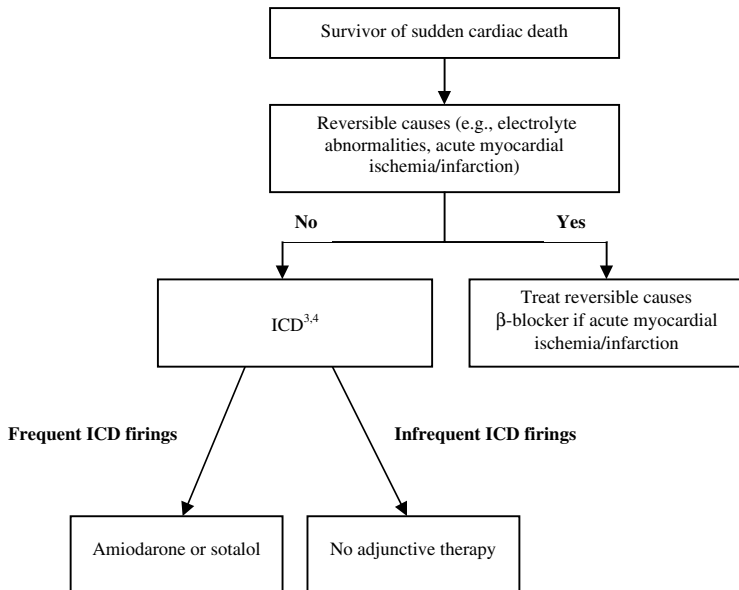 Survivor of sudden cardiac death
Reversible causes (e.g., electrolyte
abnormalities, acute myocardial
ischemia/infarction)
No
Yes
ICD3,4
Treat reversible causes
β-blocker if acute myocardial
ischemia/infarction
Frequent ICD firings
Infrequent ICD firings
Amiodarone or sotalol
No adjunctive therapy